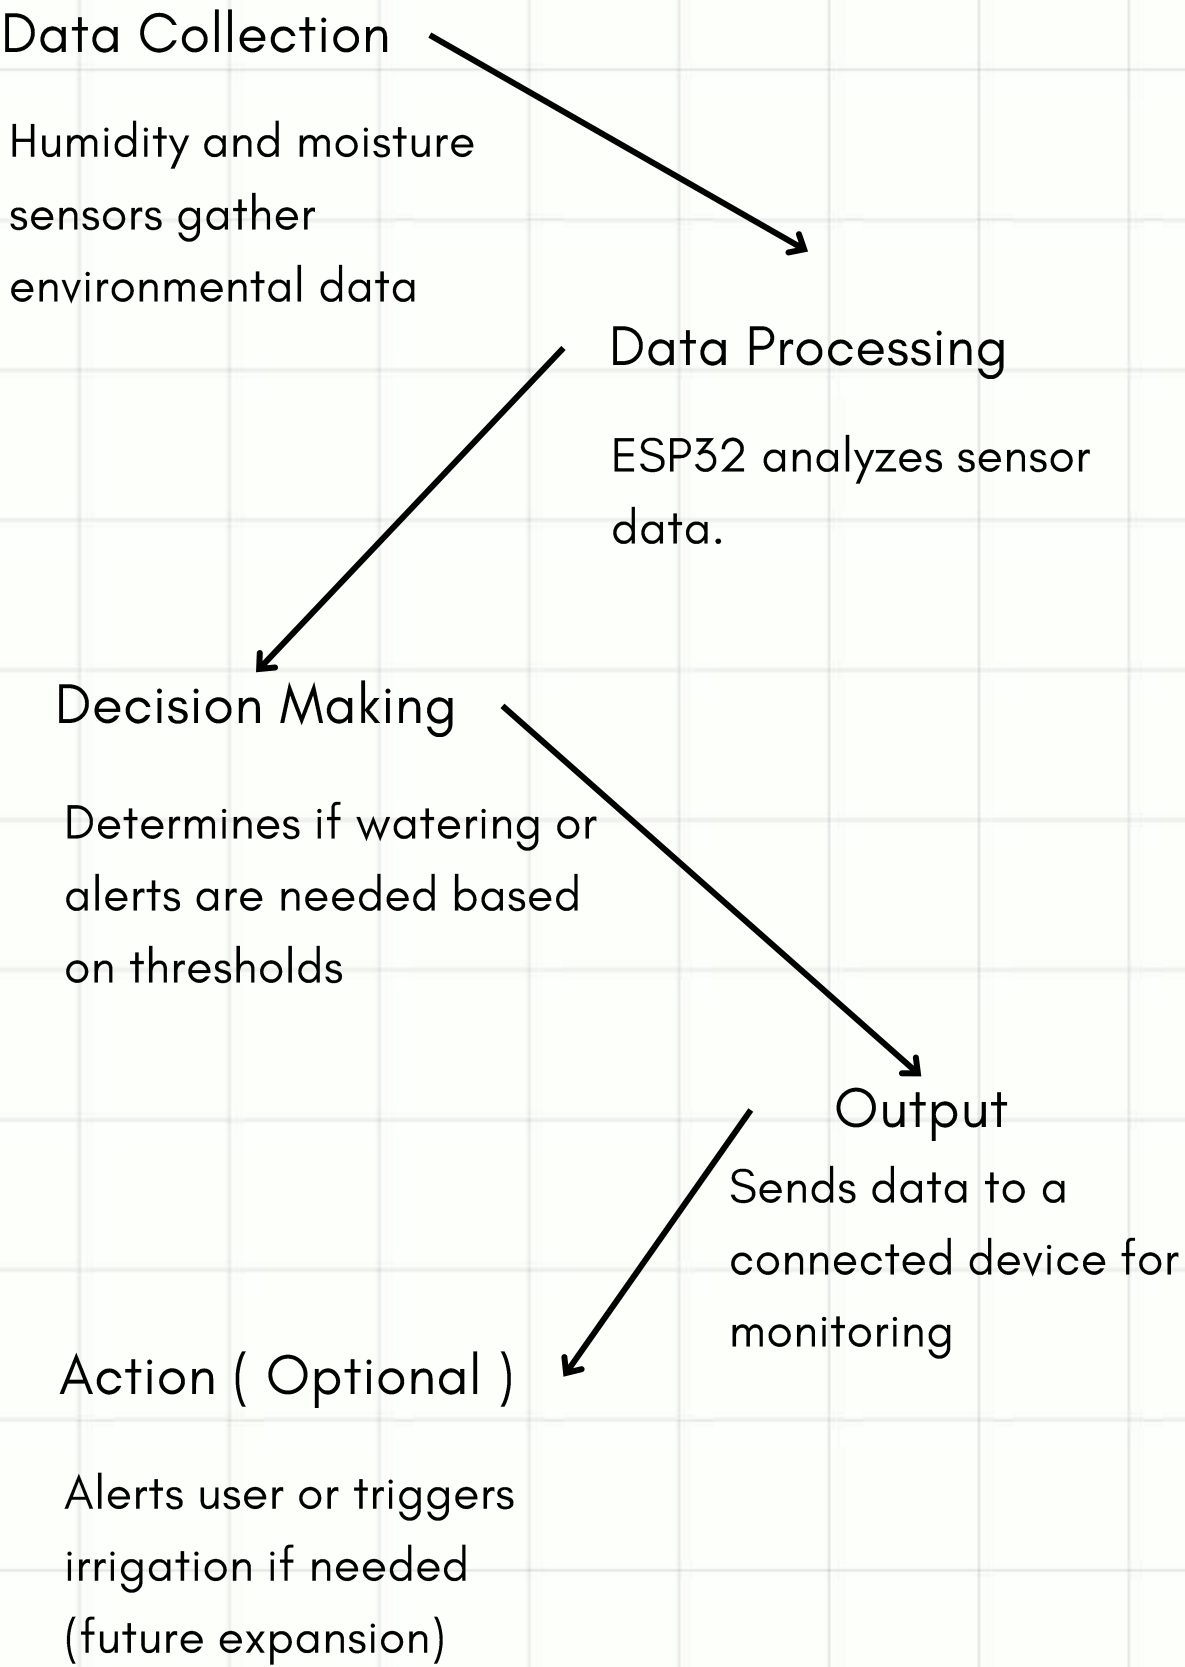 Data Collection
Humidity and moisture
sensors gather
environmental data
Data Processing
ESP32 analyzes sensor
data.
Decision Making
Determines if watering or
alerts are needed based
on thresholds
Output
Sends data to a
connected device for
monitoring
Action ( Optional )
Alerts user or triggers
irrigation if needed
(future expansion)